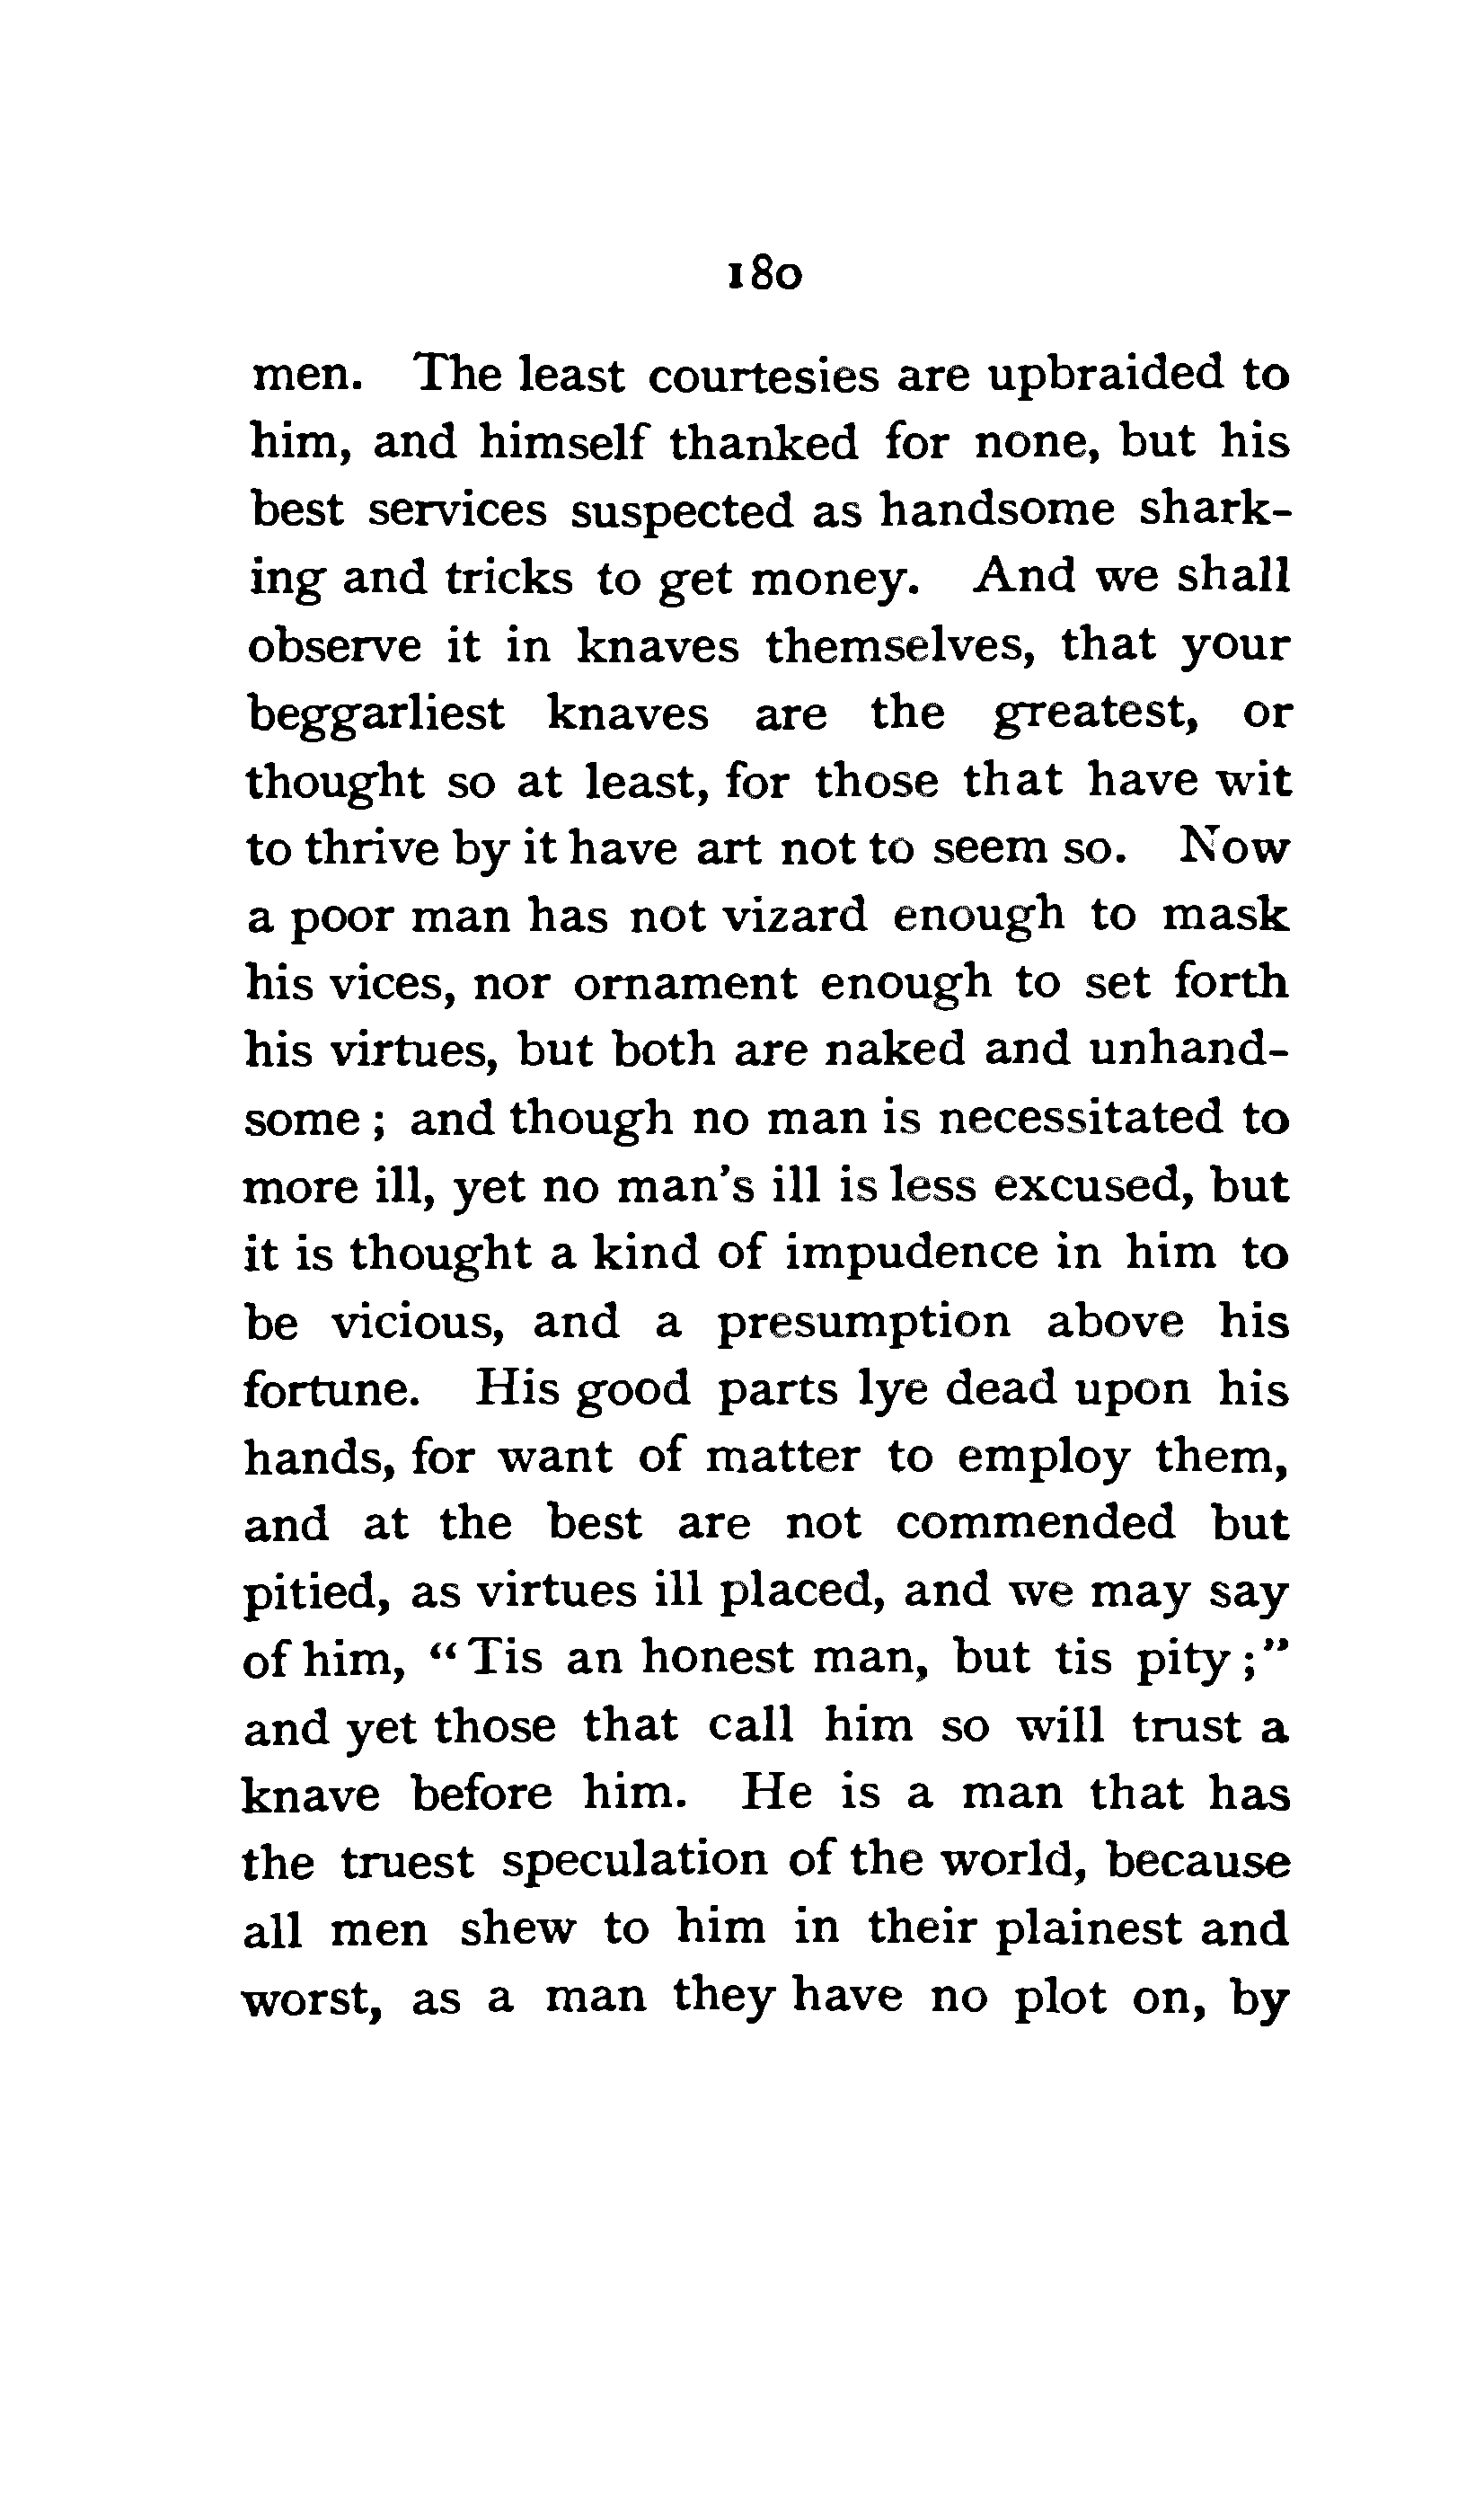 180
men. The least courtesies are upbraided to
him, and himself thanked for none, but his
best services suspected as handsome shark-
ing and tricks to get money. And we shall
observe it in knaves themselves, that your
beggarliest knaves are the greatest, or
thought so at least, for those that have wit
to thrive by it have art not to seem so. Now
a poor man has not vizard enough to mask
his vices, nor ornament enough to set forth
his virtues, but both are naked and unhand-
some ; and though no man is necessitated to
more ill, yet no man's ill is less excused, but
it is thought a kind of impudence in him to
be vicious, and a presumption above his
fortune. His good parts lye dead upon his
hands, for want of matter to employ them,
and at the best are not commended but
pitied, as virtues ill placed, and we may say
of him, “Tis an honest man, but tis pity ;”
and yet those that call him so will trust a
knave before him. He is a man that has
the truest speculation of the world, because
all men shew to him in their plainest and
worst, as a man they have no plot on, by